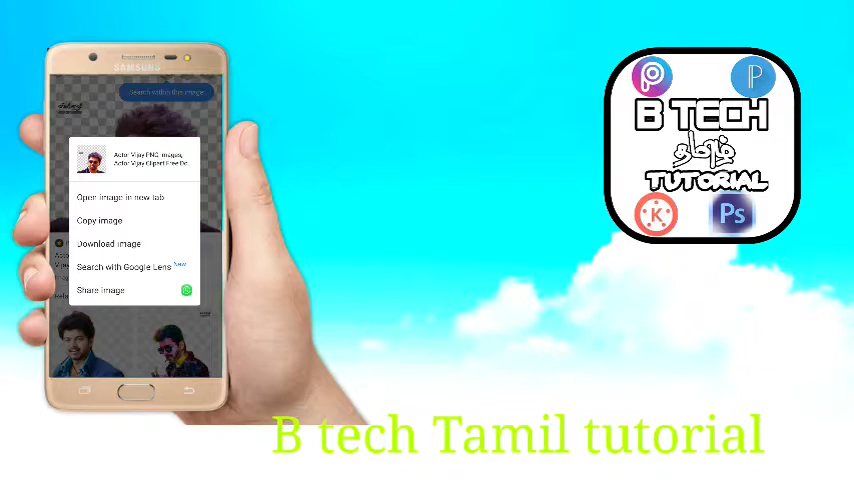 SAMSUNG
Search within this image
Actor Vijay PNG Images,
Actor Vijay Clipart Free Do..
Open image in new tab
Copy image
Download image
Search with Google Lens New
Share image
P
B TECH
தமிழ்
TUTORIAL
K
Ps
B tech Tamil tutorial